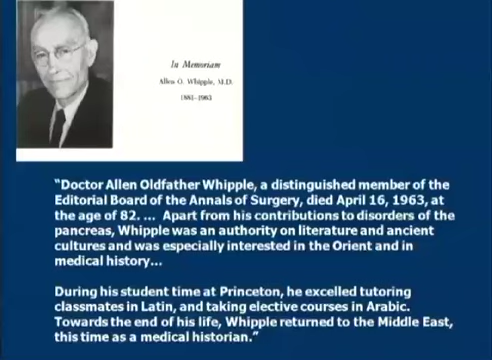 In Memoriam
Allen O. Whipple, M.D.
1881-1963
“Doctor Allen Oldfather Whipple, a distinguished member of the
Editorial Board of the Annals of Surgery, died April 16, 1963, at
the age of 82. ... Apart from his contributions to disorders of the
pancreas, Whipple was an authority on literature and ancient
cultures and was especially interested in the Orient and in
medical history...
During his student time at Princeton, he excelled tutoring
classmates in Latin, and taking elective courses in Arabic.
Towards the end of his life, Whipple returned to the Middle East,
this time as a medical historian.”